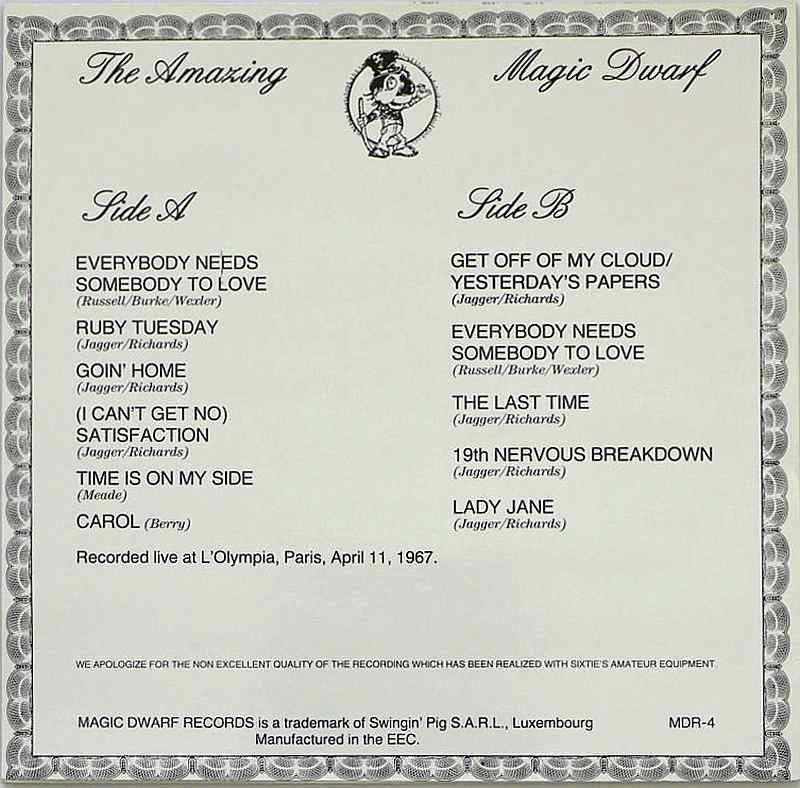 The Amazing
Magic Dwarf
Side A
EVERYBODY NEEDS
SOMEBODY TO LOVE
(Russell/Burke/Wexler)
RUBY TUESDAY
(Jagger/Richards)
GOIN' HOME
(Jagger/Richards)
(I CAN'T GET NO)
SATISFACTION
(Jagger/Richards)
TIME IS ON MY SIDE
(Meade)
CAROL (Berry)
Side B
GET OFF OF MY CLOUD/
YESTERDAY'S PAPERS
(Jagger/Richards)
EVERYBODY NEEDS
SOMEBODY TO LOVE
(Russell/Burke/Wexler)
THE LAST TIME
(Jagger/Richards)
19th NERVOUS BREAKDOWN
(Jagger/Richards)
LADY JANE
(Jagger/Richards)
Recorded live at L'Olympia, Paris, April 11, 1967.
WE APOLOGIZE FOR THE NON EXCELLENT QUALITY OF THE RECORDING WHICH HAS BEEN REALIZED WITH SIXTIE'S AMATEUR EQUIPMENT.
MAGIC DWARF RECORDS is a trademark of Swingin' Pig S.A.R.L., Luxembourg
Manufactured in the EEC.
MDR-4